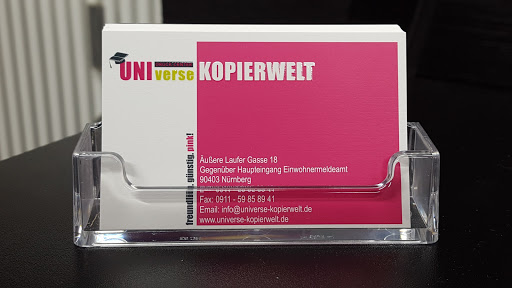 UNI
verse KOPIERWELT
freundlich, günstig, pink!
Äußere Laufer Gasse 18
Gegenüber Haupteingang Einwohnermeldeamt
90403 Nürnberg
Fax: 0911 - 59 85 89 41
Email: info@universe-kopierwelt.de
www.universe-kopierwelt.de